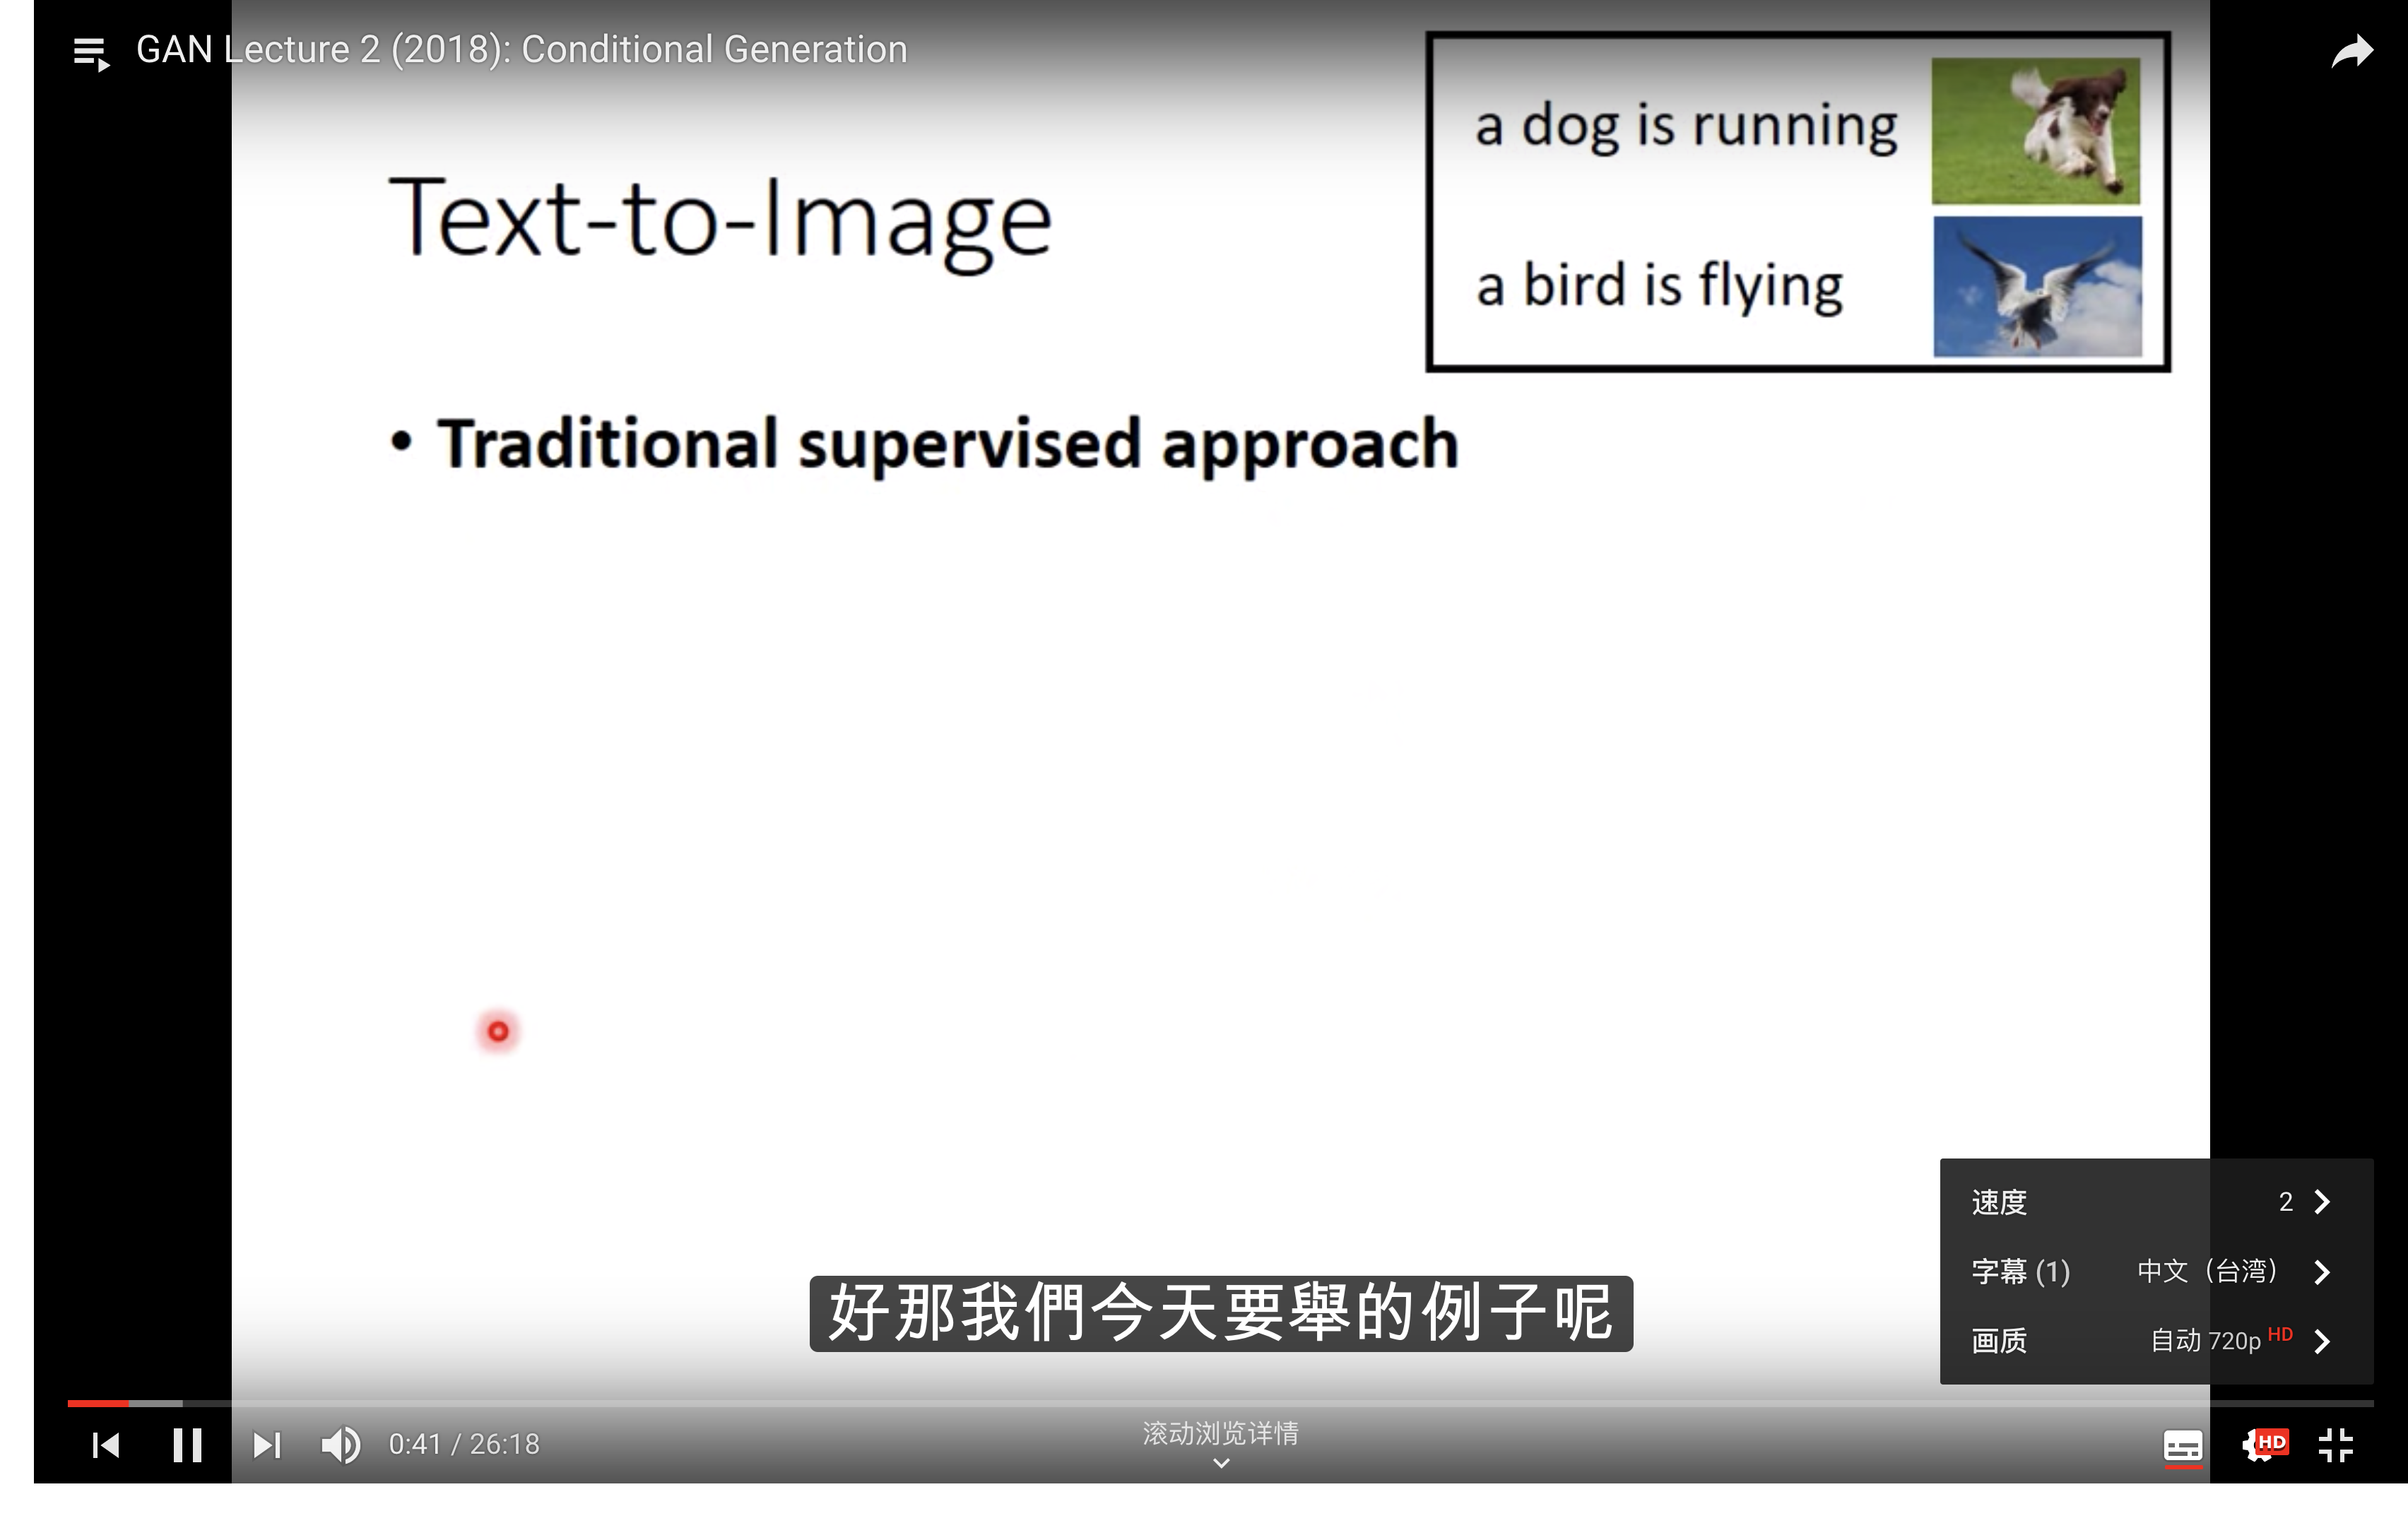 GAN Lecture 2 (2018): Conditional Generation
a dog is running
Text-to-Image
a bird is flying
• Traditional supervised approach
速度 2
字幕 (1) 中文（台湾）
画质 自动 720p HD
好那我們今天要舉的例子呢
0:41 / 26:18
滚动浏览详情
HD